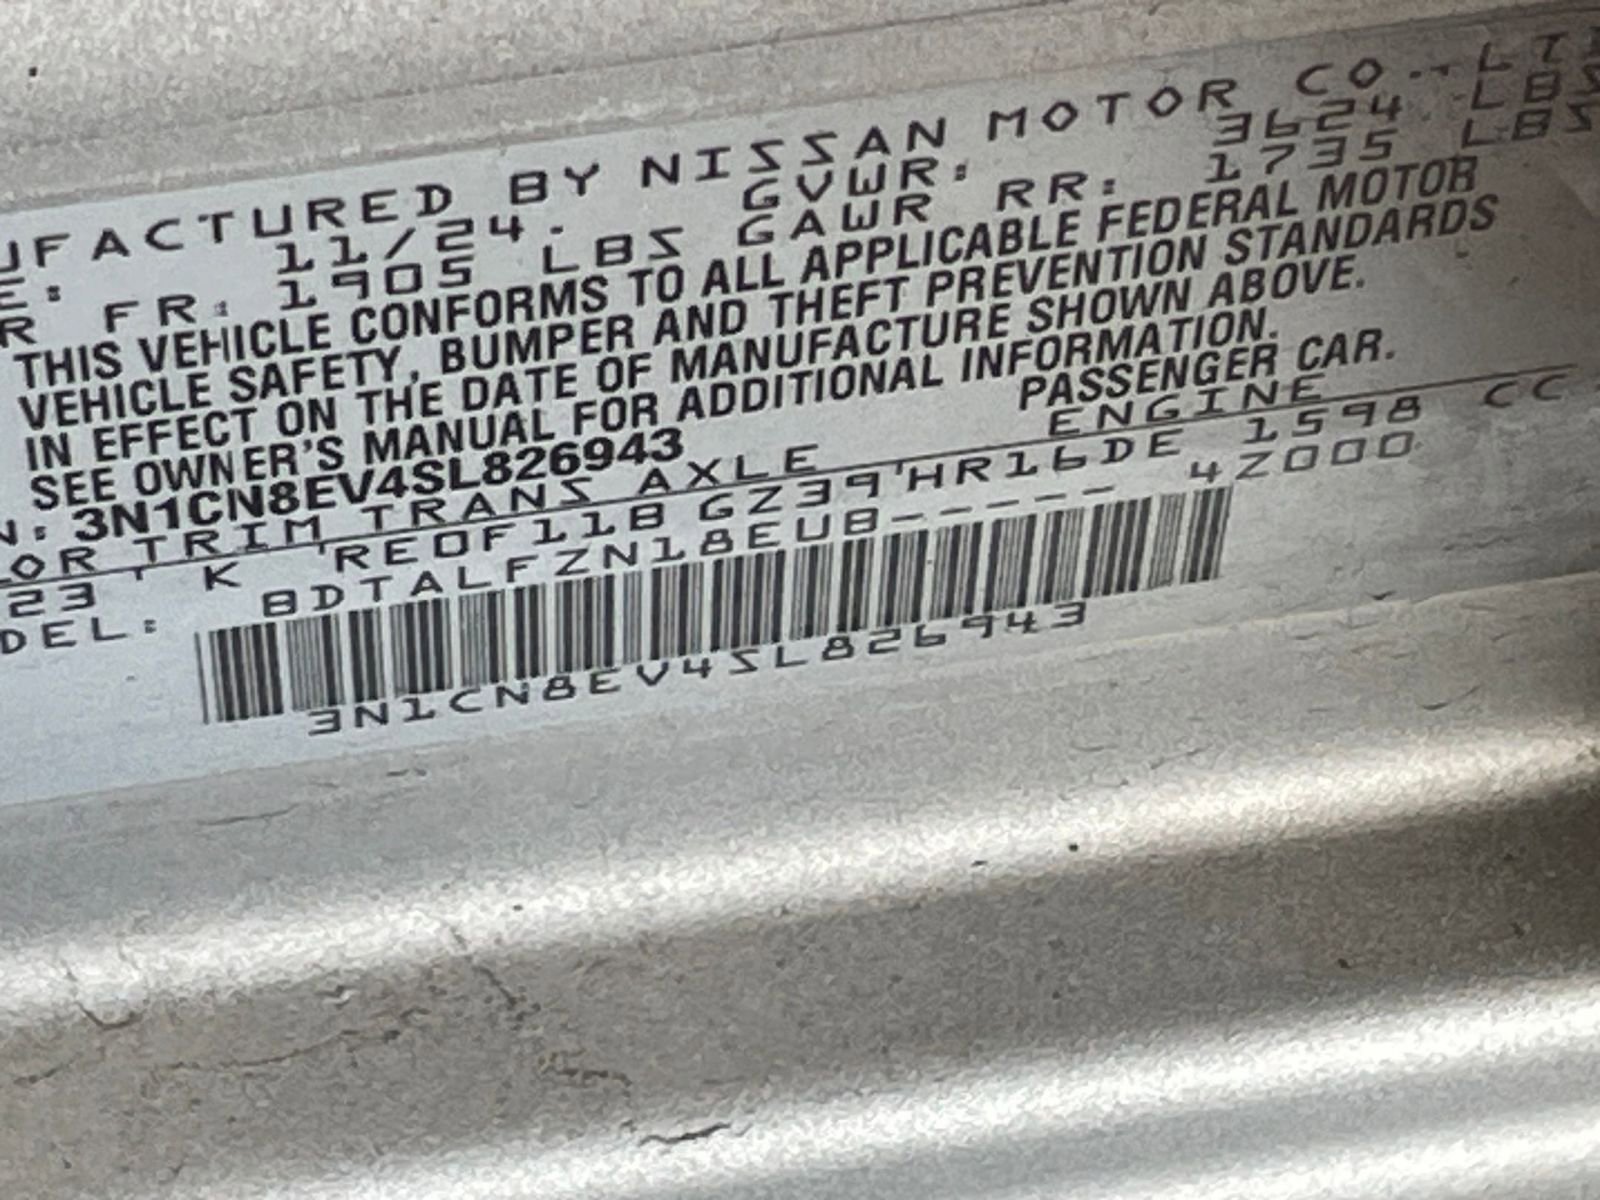 UFACTURED BY NISSAN MOTOR CO., LT
E: 11/24. GVWR: 3624 LBS
R FR: 1905 LBS GAWR RR: 1735 LBS
THIS VEHICLE CONFORMS TO ALL APPLICABLE FEDERAL MOTOR
VEHICLE SAFETY, BUMPER AND THEFT PREVENTION STANDARDS
IN EFFECT ON THE DATE OF MANUFACTURE SHOWN ABOVE.
SEE OWNER'S MANUAL FOR ADDITIONAL INFORMATION.
N: 3N1CN8EV4SL826943 PASSENGER CAR.
OR TRIM TRANS AXLE ENGINE
23 K RE0F11B GZ39 HR16DE 1598 CC
DEL: BDTALFZN18EUB----- 4Z000
3N1CN8EV4SL826943